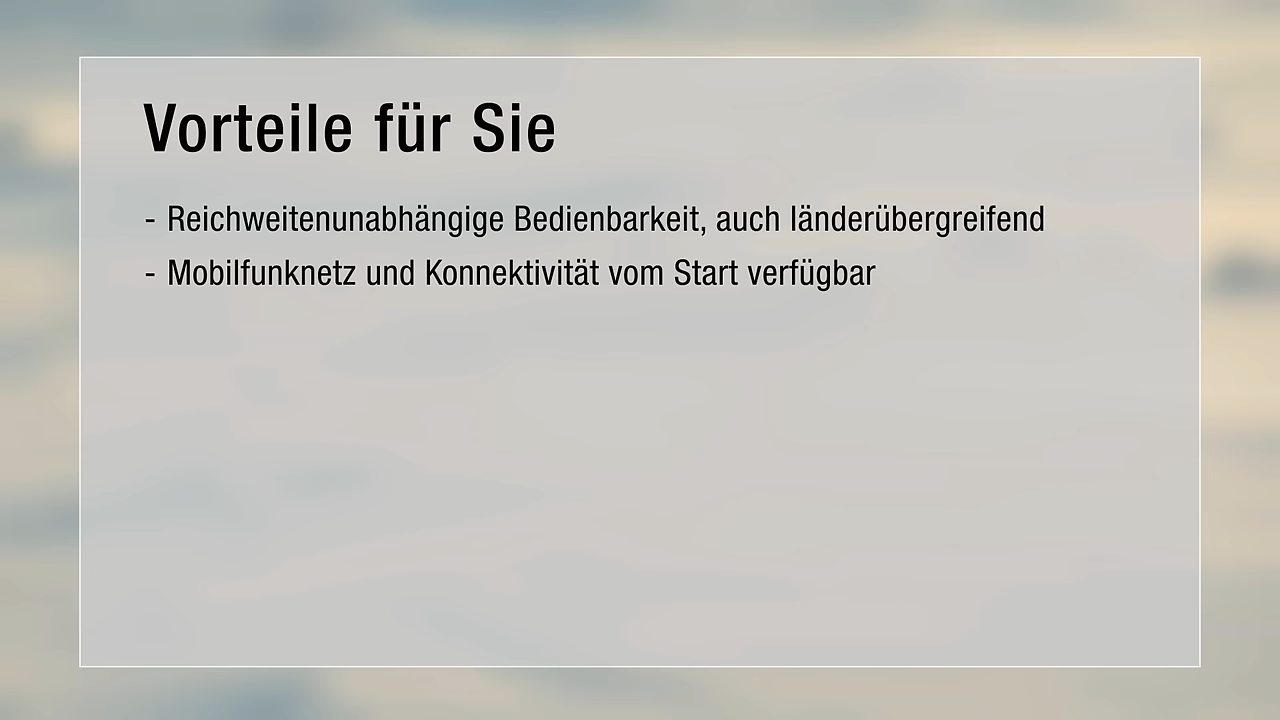 Vorteile für Sie
- Reichweitenunabhängige Bedienbarkeit, auch länderübergreifend
- Mobilfunknetz und Konnektivität vom Start verfügbar